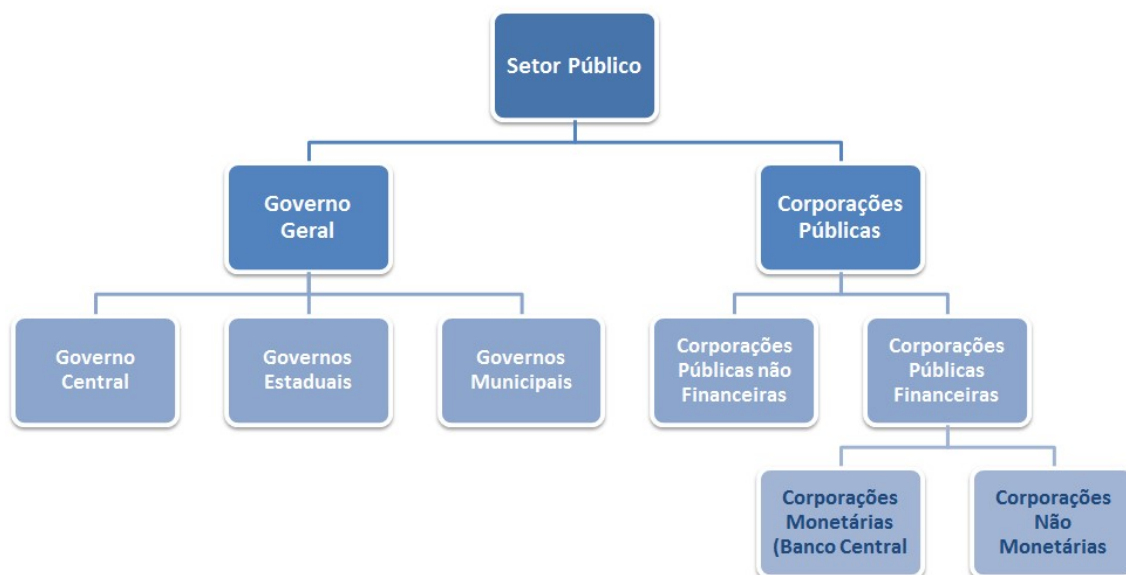 Setor Público
Governo
Geral
Corporações
Públicas
Governo
Central
Governos
Estaduais
Governos
Municipais
Corporações
Públicas não
Financeiras
Corporações
Públicas
Financeiras
Corporações
Monetárias
(Banco Central
Corporações
Não
Monetárias